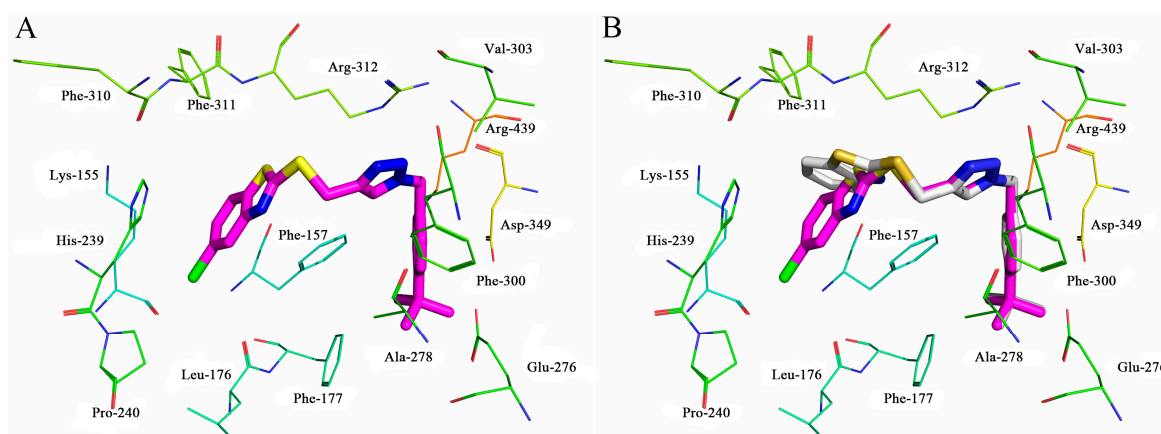 A
Val-303
Arg-312
Phe-310
Phe-311
Arg-439
Lys-155
His-239
Phe-157
Asp-349
Phe-300
Ala-278
Leu-176
Glu-276
Phe-177
Pro-240
B
Val-303
Arg-312
Phe-310
Phe-311
Arg-439
Lys-155
His-239
Phe-157
Asp-349
Phe-300
Ala-278
Leu-176
Glu-276
Phe-177
Pro-240